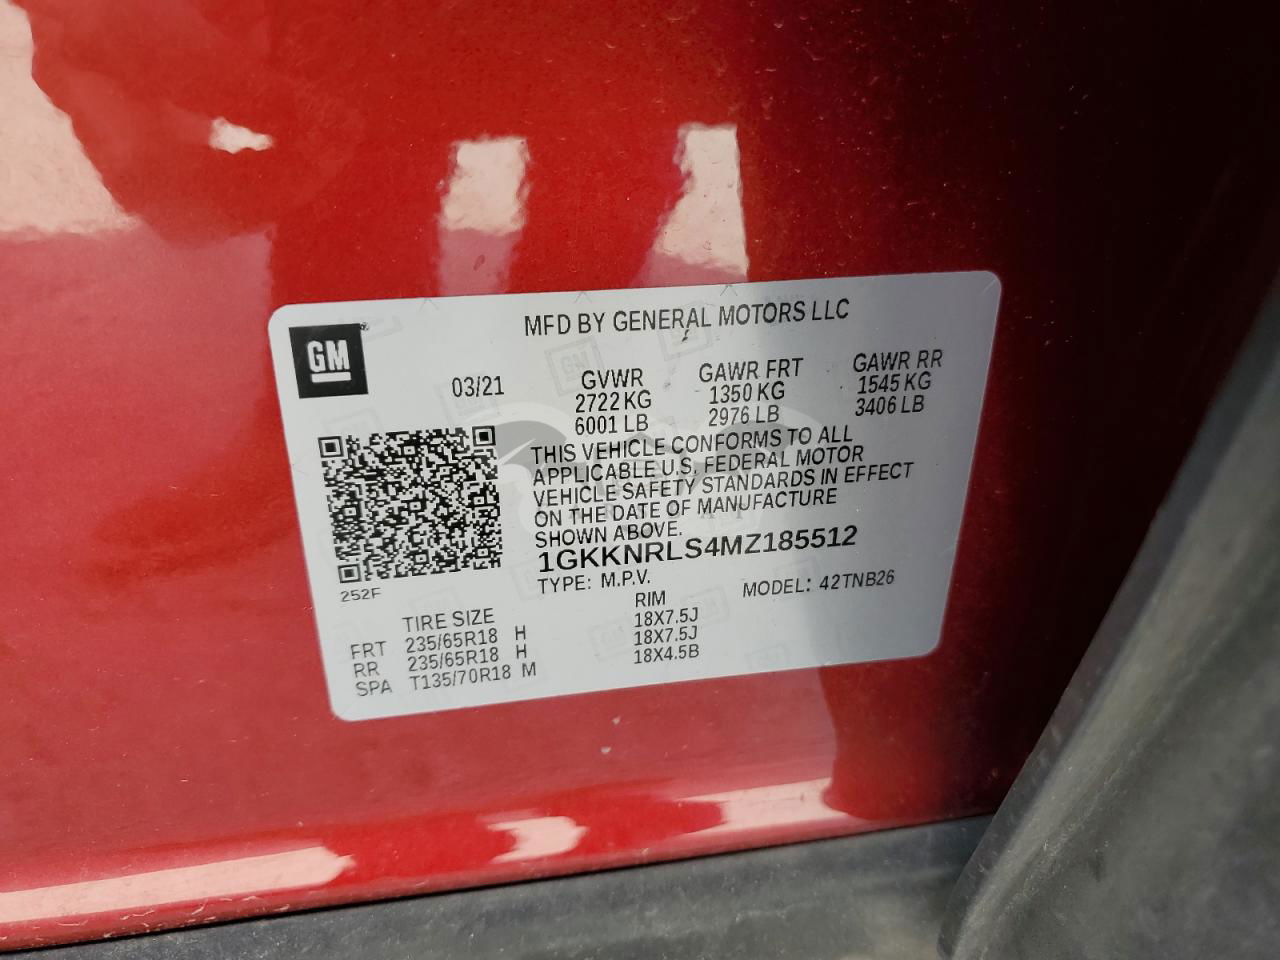 MFD BY GENERAL MOTORS LLC
GM
03/21
GVWR GAWR FRT GAWR RR
2722 KG 1350 KG 1545 KG
6001 LB 2976 LB 3406 LB
THIS VEHICLE CONFORMS TO ALL
APPLICABLE U.S. FEDERAL MOTOR
VEHICLE SAFETY STANDARDS IN EFFECT
ON THE DATE OF MANUFACTURE
SHOWN ABOVE.
1GKKNRLS4MZ185512
TYPE: M.P.V. MODEL: 42TNB26
252F
TIRE SIZE RIM
FRT 235/65R18 H 18X7.5J
RR 235/65R18 H 18X7.5J
SPA T135/70R18 M 18X4.5B